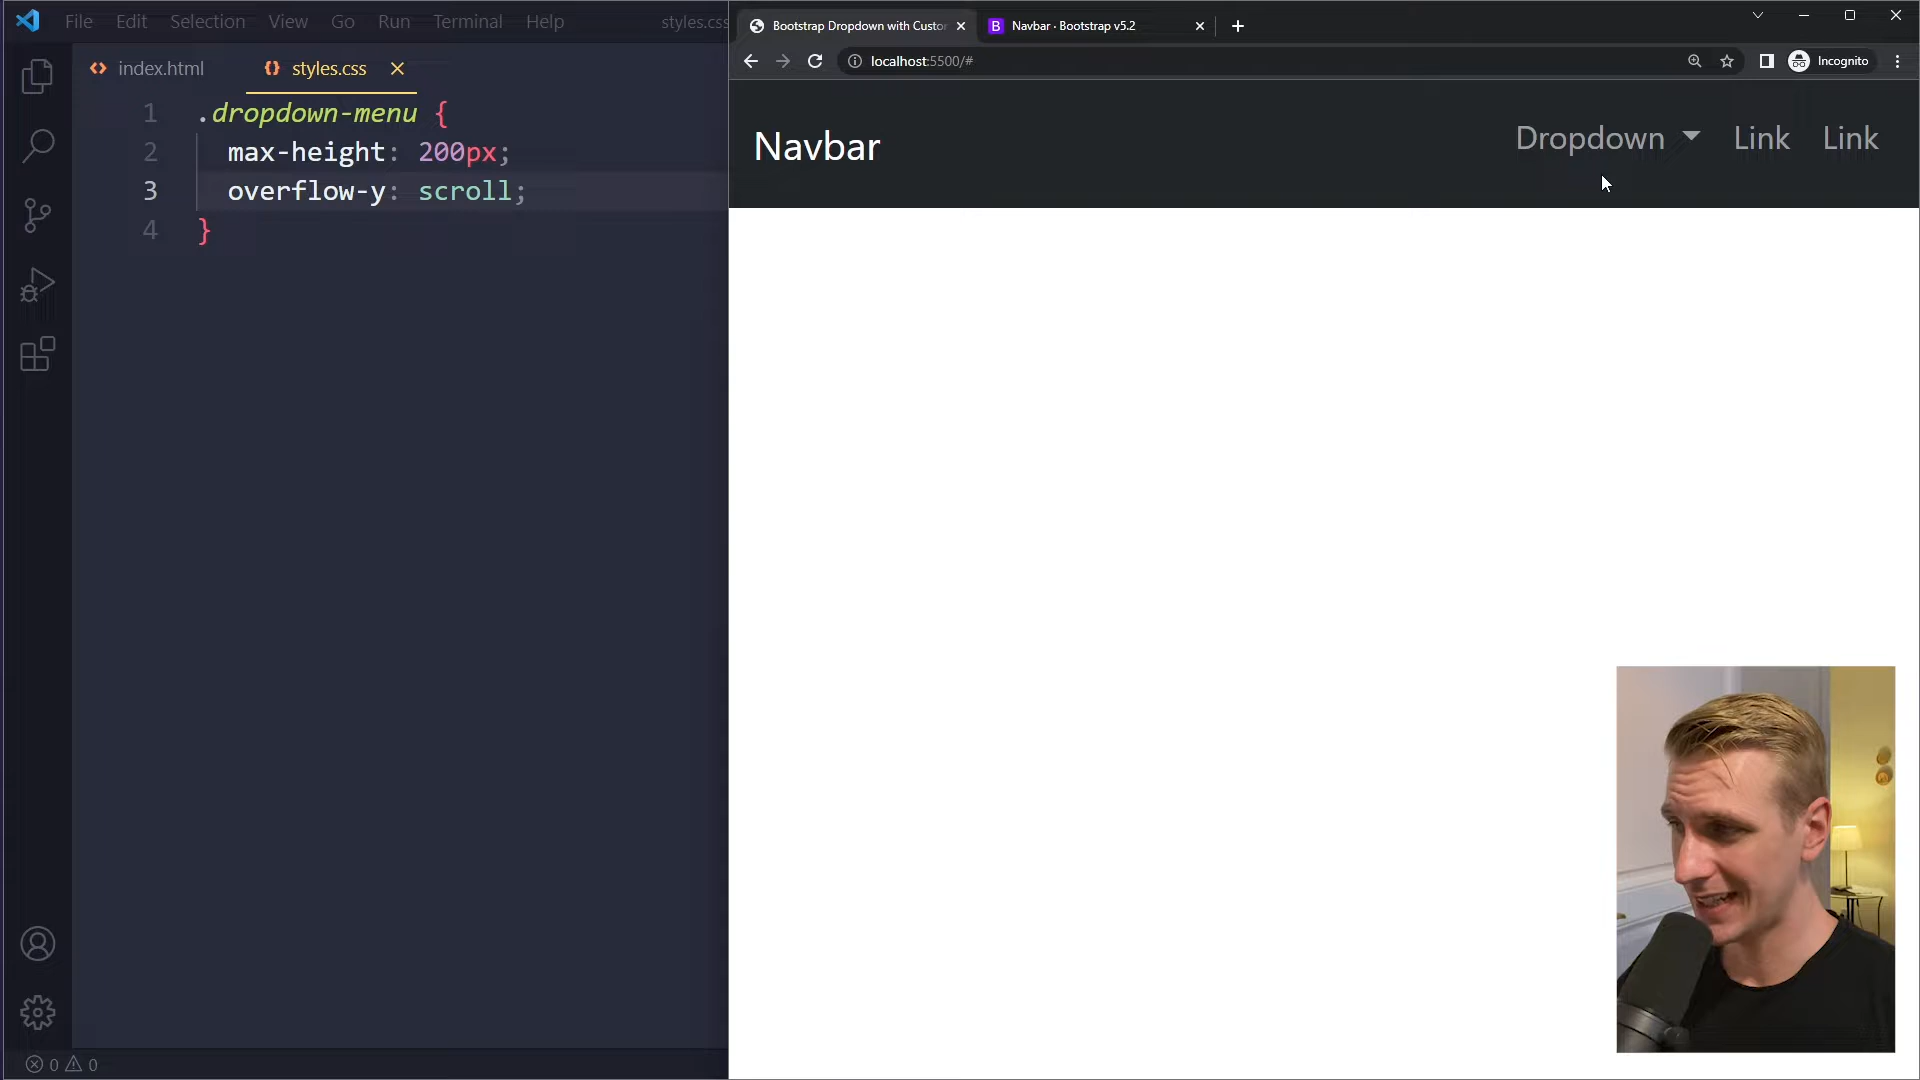 File Edit Selection View Go Run Terminal Help styles.css
index.html styles.css
1 .dropdown-menu {
2 max-height: 200px;
3 overflow-y: scroll;
4 }
0 0
Bootstrap Dropdown with Custor
B Navbar · Bootstrap v5.2
localhost:5500/#
Incognito
Navbar
Dropdown Link Link